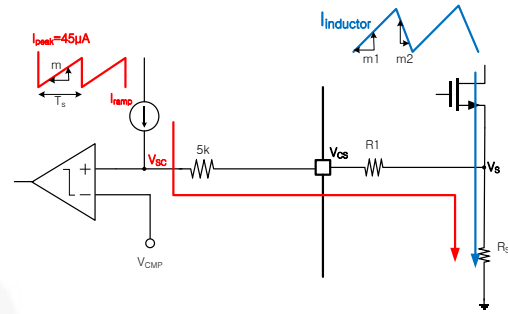 Iinductor
Ipeak=45µA
m
m1
m2
Ts
Iramp
5k
VCS
R1
VSC
VS
VCMP